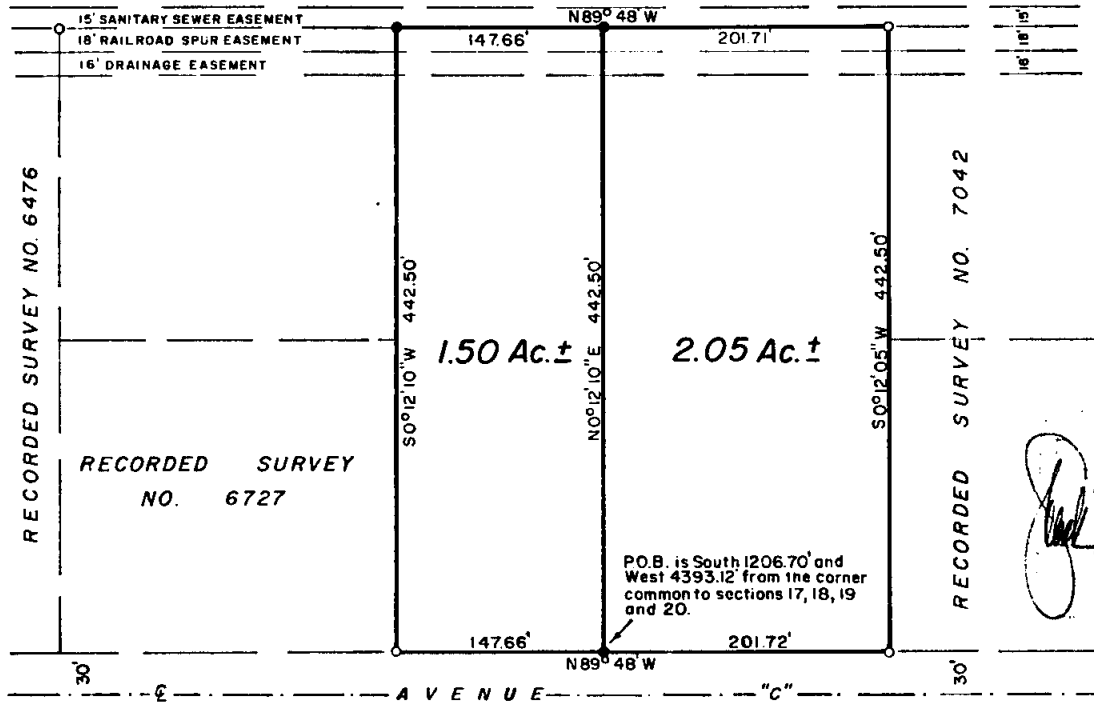 15' SANITARY SEWER EASEMENT
N89° 48' W
18' RAILROAD SPUR EASEMENT
147.66'
201.71'
16' DRAINAGE EASEMENT
15'
18'
16'
RECORDED SURVEY NO. 6476
S0°12'10"W 442.50'
1.50 Ac.±
N0°12'10"E 442.50'
2.05 Ac.±
S0°12'05"W 442.50'
RECORDED SURVEY NO. 7042
RECORDED SURVEY
NO. 6727
P.O.B. is South 1206.70' and
West 4393.12' from the corner
common to sections 17, 18, 19
and 20.
147.66'
201.72'
N89° 48' W
30'
30'
℄ AVENUE "C"